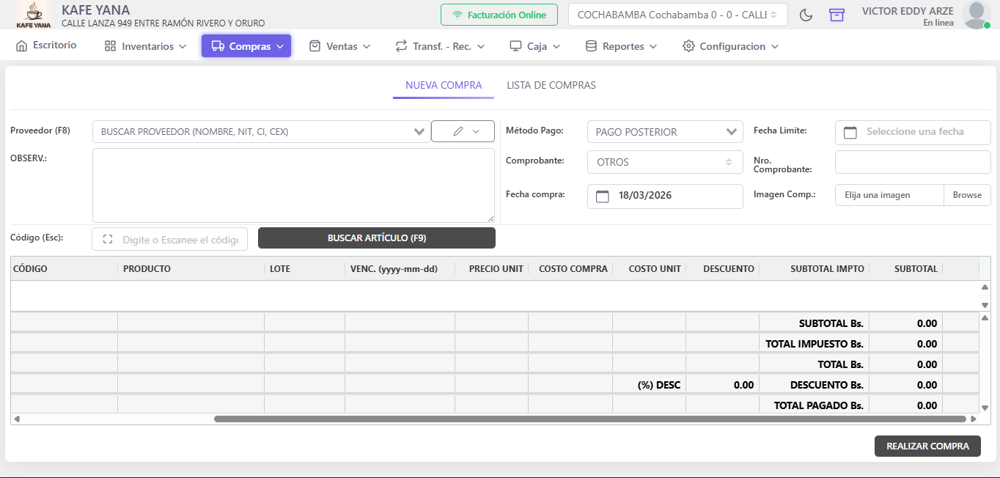 KAFE YANA
KAFE YANA
CALLE LANZA 949 ENTRE RAMÓN RIVERO Y ORURO
Facturación Online
COCHABAMBA Cochabamba 0 - 0 - CALLE
VICTOR EDDY ARZE
En linea
Escritorio
Inventarios
Compras
Ventas
Transf. - Rec.
Caja
Reportes
Configuracion
NUEVA COMPRA
LISTA DE COMPRAS
Proveedor (F8)
BUSCAR PROVEEDOR (NOMBRE, NIT, CI, CEX)
Método Pago:
PAGO POSTERIOR
Fecha Limite:
Seleccione una fecha
OBSERV.:
Comprobante:
OTROS
Nro. Comprobante:
Fecha compra:
18/03/2026
Imagen Comp.:
Elija una imagen
Browse
Código (Esc):
Digite o Escanee el código
BUSCAR ARTÍCULO (F9)
CÓDIGO PRODUCTO LOTE VENC. (yyyy-mm-dd) PRECIO UNIT COSTO COMPRA COSTO UNIT DESCUENTO SUBTOTAL IMPTO SUBTOTAL
SUBTOTAL Bs. 0.00
TOTAL IMPUESTO Bs. 0.00
TOTAL Bs. 0.00
(%) DESC 0.00 DESCUENTO Bs. 0.00
TOTAL PAGADO Bs. 0.00
REALIZAR COMPRA